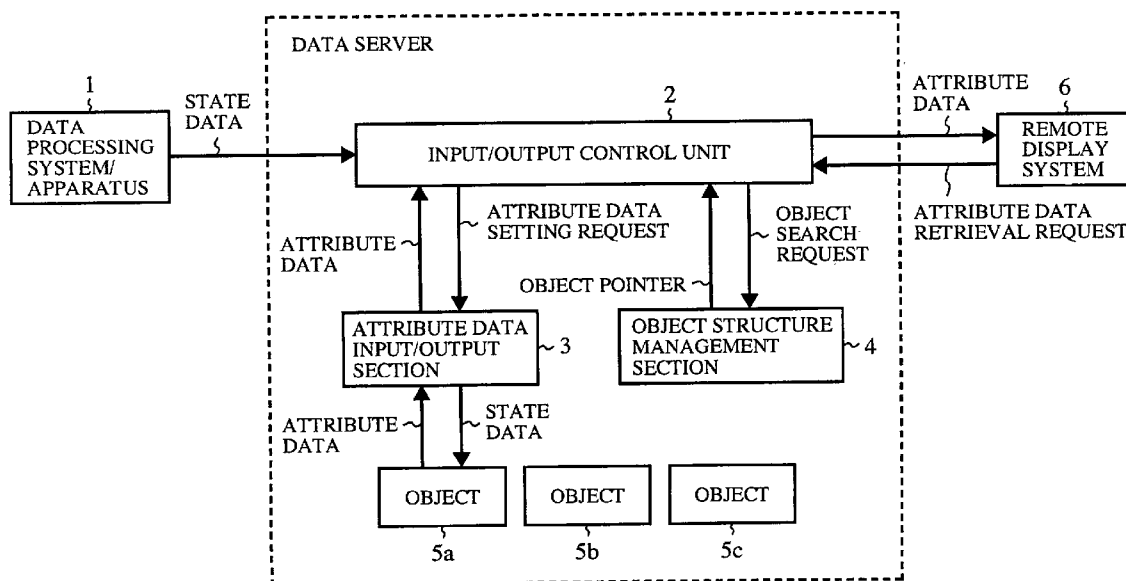 DATA SERVER
1
DATA
PROCESSING
SYSTEM/
APPARATUS
STATE
DATA
2
INPUT/OUTPUT CONTROL UNIT
ATTRIBUTE
DATA
6
REMOTE
DISPLAY
SYSTEM
ATTRIBUTE DATA
RETRIEVAL REQUEST
ATTRIBUTE
DATA
ATTRIBUTE DATA
SETTING REQUEST
OBJECT POINTER
OBJECT
SEARCH
REQUEST
ATTRIBUTE DATA
INPUT/OUTPUT
SECTION
3
OBJECT STRUCTURE
MANAGEMENT
SECTION
4
ATTRIBUTE
DATA
STATE
DATA
OBJECT
OBJECT
OBJECT
5a
5b
5c